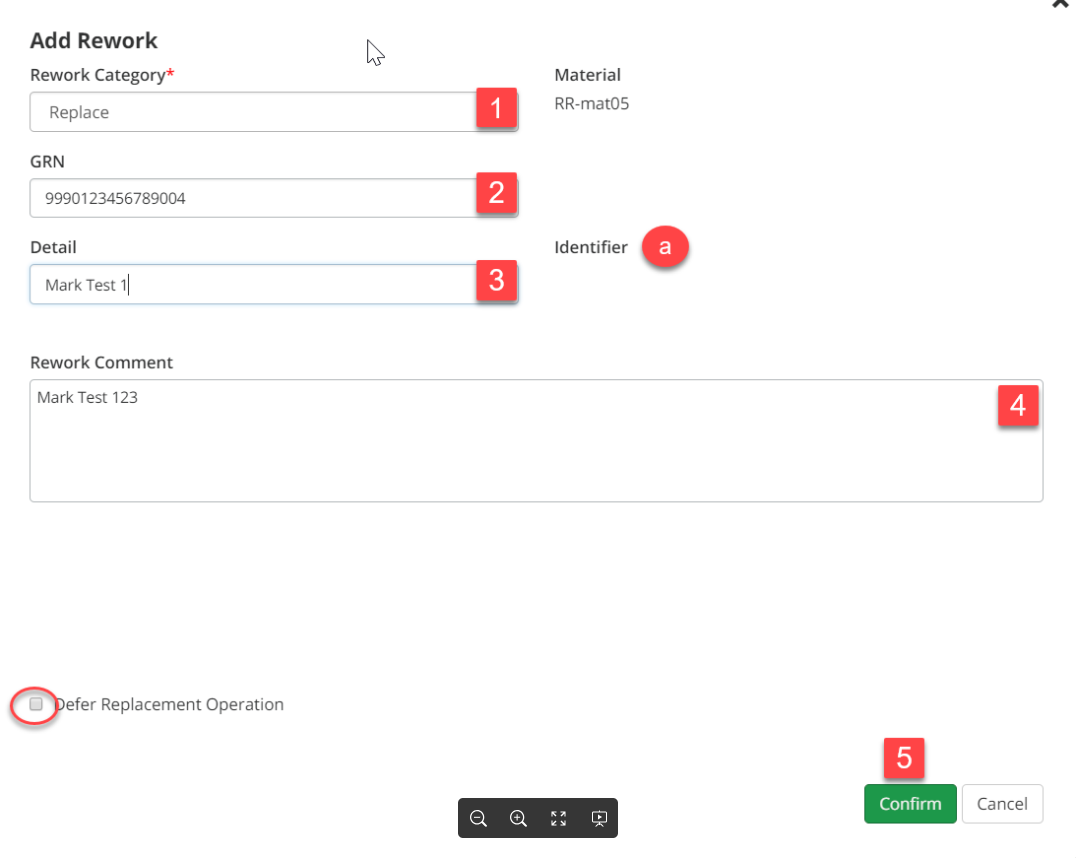 Add Rework
Rework Category*
Material
Replace
1
RR-mat05
GRN
9990123456789004
2
Detail
Identifier
a
Mark Test 1
3
Rework Comment
Mark Test 123
4
Defer Replacement Operation
5
Confirm
Cancel